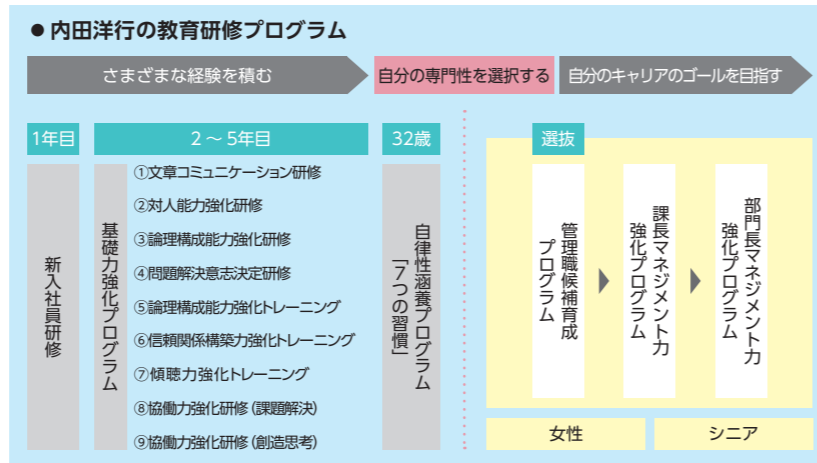 ●内田洋行の教育研修プログラム
さまざまな経験を積む
自分の専門性を選択する
自分のキャリアのゴールを目指す
1年目
2～5年目
32歳
選抜
新入社員研修
基礎力強化プログラム
①文章コミュニケーション研修
②対人能力強化研修
③論理構成能力強化研修
④問題解決意志決定研修
⑤論理構成能力強化トレーニング
⑥信頼関係構築力強化トレーニング
⑦傾聴力強化トレーニング
⑧協働力強化研修（課題解決）
⑨協働力強化研修（創造思考）
自律性涵養プログラム
「7つの習慣」
管理職候補育成
プログラム
課長マネジメント力
強化プログラム
部門長マネジメント力
強化プログラム
女性
シニア